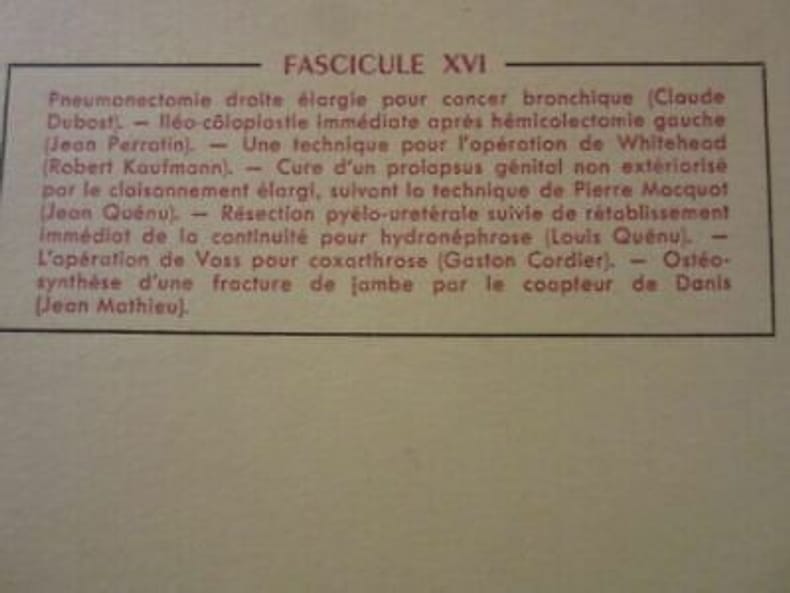 FASCICULE XVI
Pneumonectomie droite élargie pour cancer bronchique (Claude
Dubost). — Iléo-côloplastie immédiate après hémicolectomie gauche
(Jean Perrotin). — Une technique pour l'opération de Whitehead
(Robert Kaufmann). — Cure d'un prolapsus génital non extériorisé
par le cloisonnement élargi, suivant la technique de Pierre Mocquot
(Jean Quénu). — Résection pyélo-uretérale suivie de rétablissement
immédiat de la continuité pour hydronéphrose (Louis Quénu). —
L'opération de Voss pour coxarthrose (Gaston Cordier). — Ostéo-
synthèse d'une fracture de jambe par le coapteur de Danis
(Jean Mathieu).